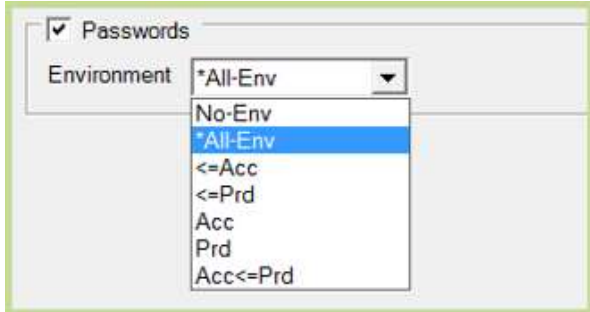 Passwords
Environment *All-Env
No-Env
*All-Env
<=Acc
<=Prd
Acc
Prd
Acc<=Prd